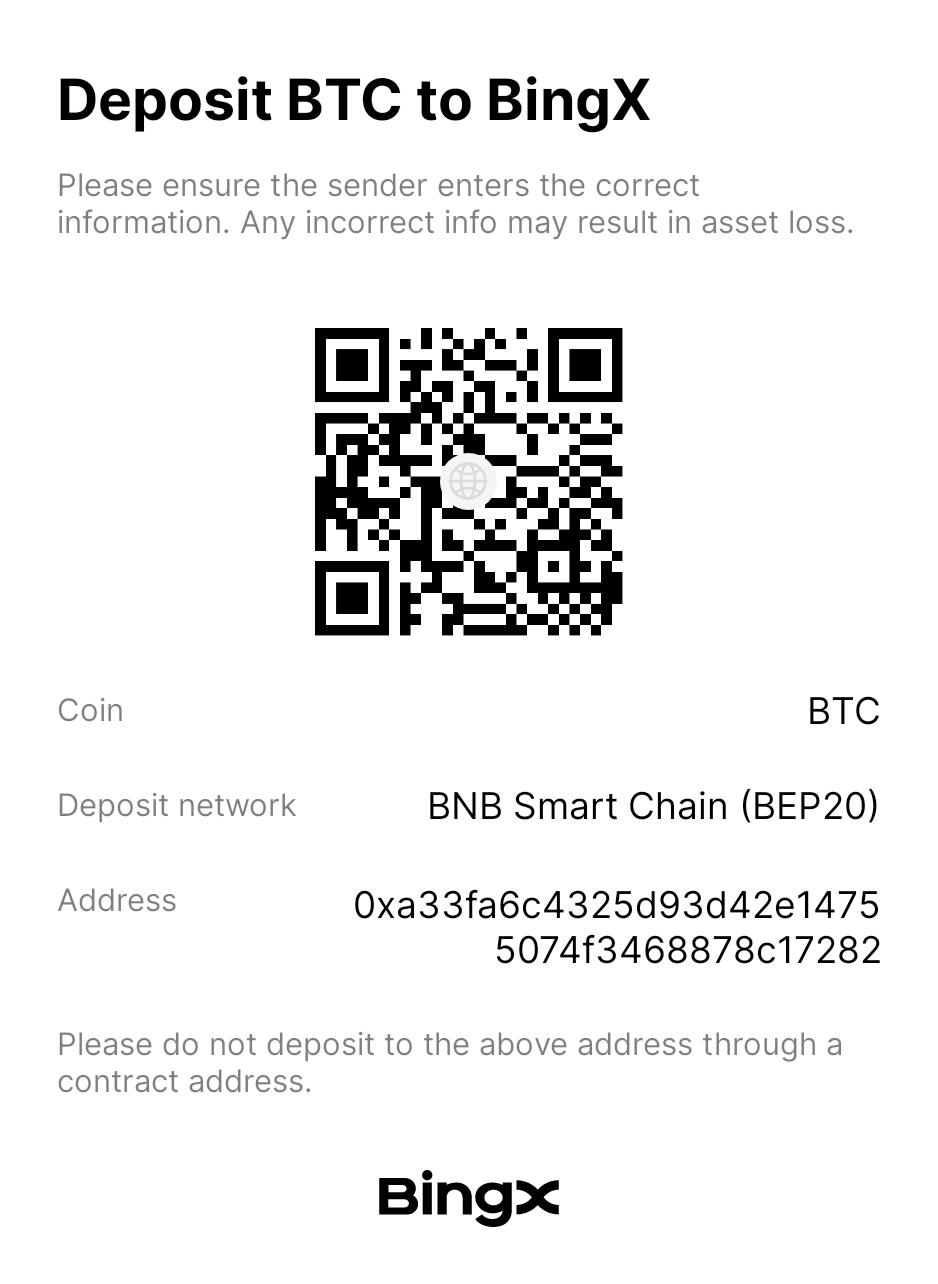 Deposit BTC to BingX
Please ensure the sender enters the correct
information. Any incorrect info may result in asset loss.
Coin
BTC
Deposit network
BNB Smart Chain (BEP20)
Address
0xa33fa6c4325d93d42e1475
5074f3468878c17282
Please do not deposit to the above address through a
contract address.
BingX